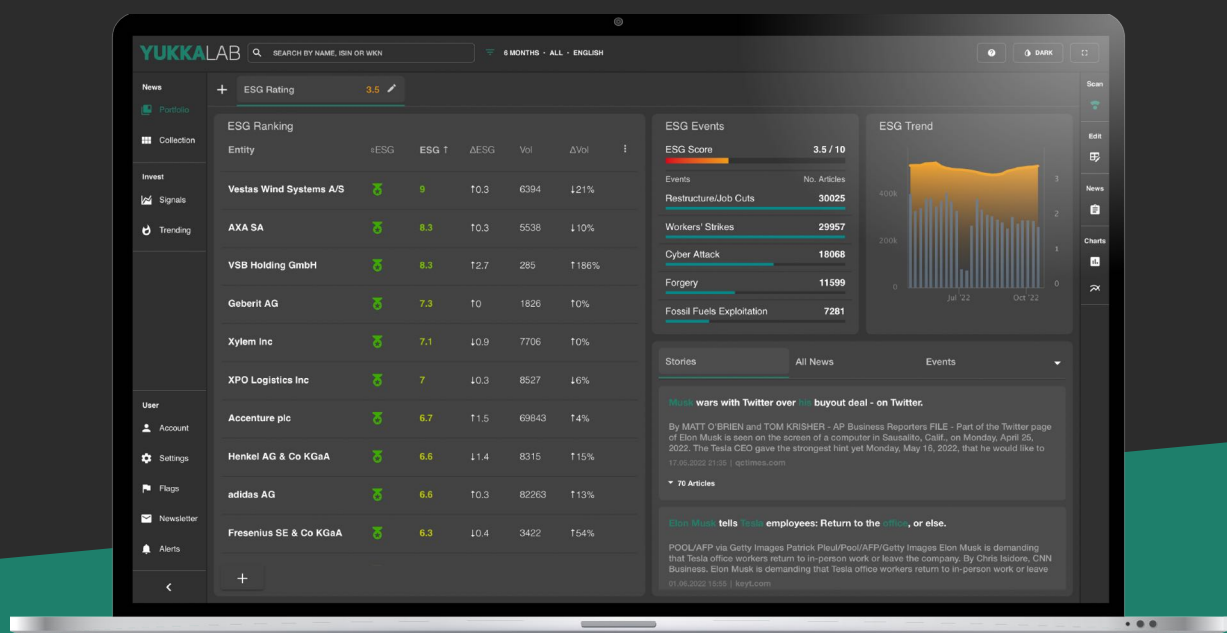 YUKKALAB
SEARCH BY NAME, ISIN OR WKN
6 MONTHS · ALL · ENGLISH
?
DARK
News
Portfolio
Collection
Invest
Signals
Trending
User
Account
Settings
Flags
Newsletter
Alerts
<
+ ESG Rating 3.5
ESG Ranking
Entity ≡ESG ESG ↑ ΔESG Vol ΔVol ⋮
Vestas Wind Systems A/S 9 ↑0.3 6394 ↓21%
AXA SA 8.3 ↑0.3 5538 ↓10%
VSB Holding GmbH 8.3 ↑2.7 285 ↑186%
Geberit AG 7.3 ↑0 1826 ↑0%
Xylem Inc 7.1 ↓0.9 7706 ↑0%
XPO Logistics Inc 7 ↓0.3 8527 ↓6%
Accenture plc 6.7 ↑1.5 69843 ↑4%
Henkel AG & Co KGaA 6.6 ↓1.4 8315 ↑15%
adidas AG 6.6 ↑0.3 82263 ↑13%
Fresenius SE & Co KGaA 6.3 ↓0.4 3422 ↑54%
+
ESG Events
ESG Score 3.5 / 10
Events No. Articles
Restructure/Job Cuts 30025
Workers' Strikes 29957
Cyber Attack 18068
Forgery 11599
Fossil Fuels Exploitation 7281
ESG Trend
3
400k
2
200k
1
0 0
Jul '22 Oct '22
Stories All News Events
Musk wars with Twitter over his buyout deal - on Twitter.
By MATT O'BRIEN and TOM KRISHER - AP Business Reporters FILE - Part of the Twitter page
of Elon Musk is seen on the screen of a computer in Sausalito, Calif., on Monday, April 25,
2022. The Tesla CEO gave the strongest hint yet Monday, May 16, 2022, that he would like to
17.05.2022 21:35 | qctimes.com
70 Articles
Elon Musk tells Tesla employees: Return to the office, or else.
POOL/AFP via Getty Images Patrick Pleul/Pool/AFP/Getty Images Elon Musk is demanding
that Tesla office workers return to in-person work or leave the company. By Chris Isidore, CNN
Business. Elon Musk is demanding that Tesla office workers return to in-person work or leave
01.06.2022 15:55 | keyt.com
Scan
Edit
News
Charts